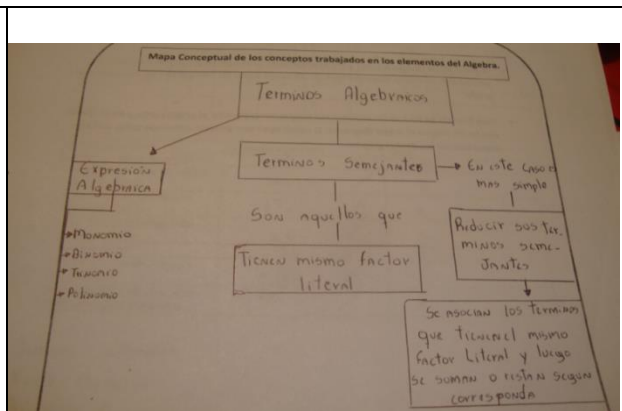 Mapa Conceptual de los conceptos trabajados en los elementos del Algebra.
Terminos Algebraicos
Expresión
Algebraica
→Monomio
→Binomio
→Trinomio
→Polinomio
Terminos Semejantes
Son aquellos que
Tienen mismo factor
literal
En este caso
mas simple
Reducir sus ter-
minos seme-
jantes
Se asocian los terminos
que tienen el mismo
factor Literal y luego
se suman o restan segun
corresponda